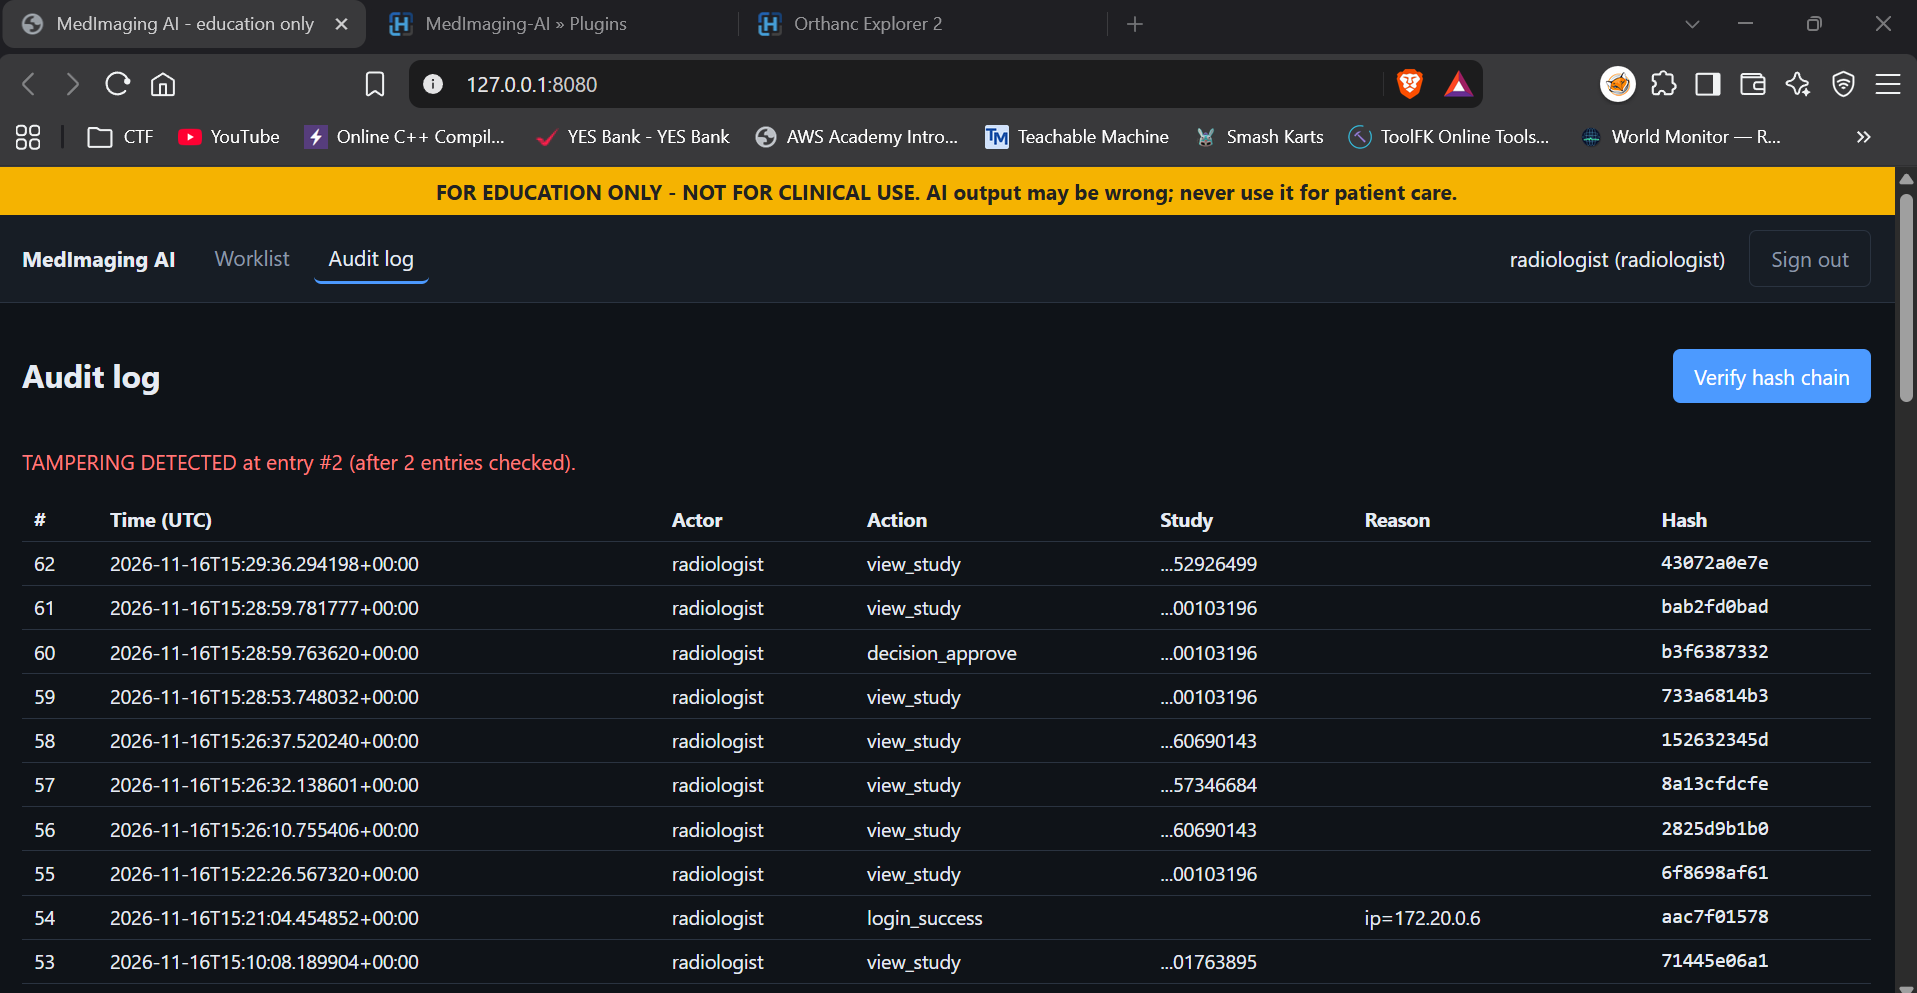 MedImaging AI - education only
MedImaging-AI » Plugins
Orthanc Explorer 2
127.0.0.1:8080
CTF
YouTube
Online C++ Compil...
YES Bank - YES Bank
AWS Academy Intro...
TM
Teachable Machine
Smash Karts
ToolFK Online Tools...
World Monitor — R...
FOR EDUCATION ONLY - NOT FOR CLINICAL USE. AI output may be wrong; never use it for patient care.
MedImaging AI Worklist Audit log radiologist (radiologist) Sign out
Audit log
Verify hash chain
TAMPERING DETECTED at entry #2 (after 2 entries checked).
# Time (UTC) Actor Action Study Reason Hash
62 2026-11-16T15:29:36.294198+00:00 radiologist view_study ...52926499 43072a0e7e
61 2026-11-16T15:28:59.781777+00:00 radiologist view_study ...00103196 bab2fd0bad
60 2026-11-16T15:28:59.763620+00:00 radiologist decision_approve ...00103196 b3f6387332
59 2026-11-16T15:28:53.748032+00:00 radiologist view_study ...00103196 733a6814b3
58 2026-11-16T15:26:37.520240+00:00 radiologist view_study ...60690143 152632345d
57 2026-11-16T15:26:32.138601+00:00 radiologist view_study ...57346684 8a13cfdcfe
56 2026-11-16T15:26:10.755406+00:00 radiologist view_study ...60690143 2825d9b1b0
55 2026-11-16T15:22:26.567320+00:00 radiologist view_study ...00103196 6f8698af61
54 2026-11-16T15:21:04.454852+00:00 radiologist login_success ip=172.20.0.6 aac7f01578
53 2026-11-16T15:10:08.189904+00:00 radiologist view_study ...01763895 71445e06a1